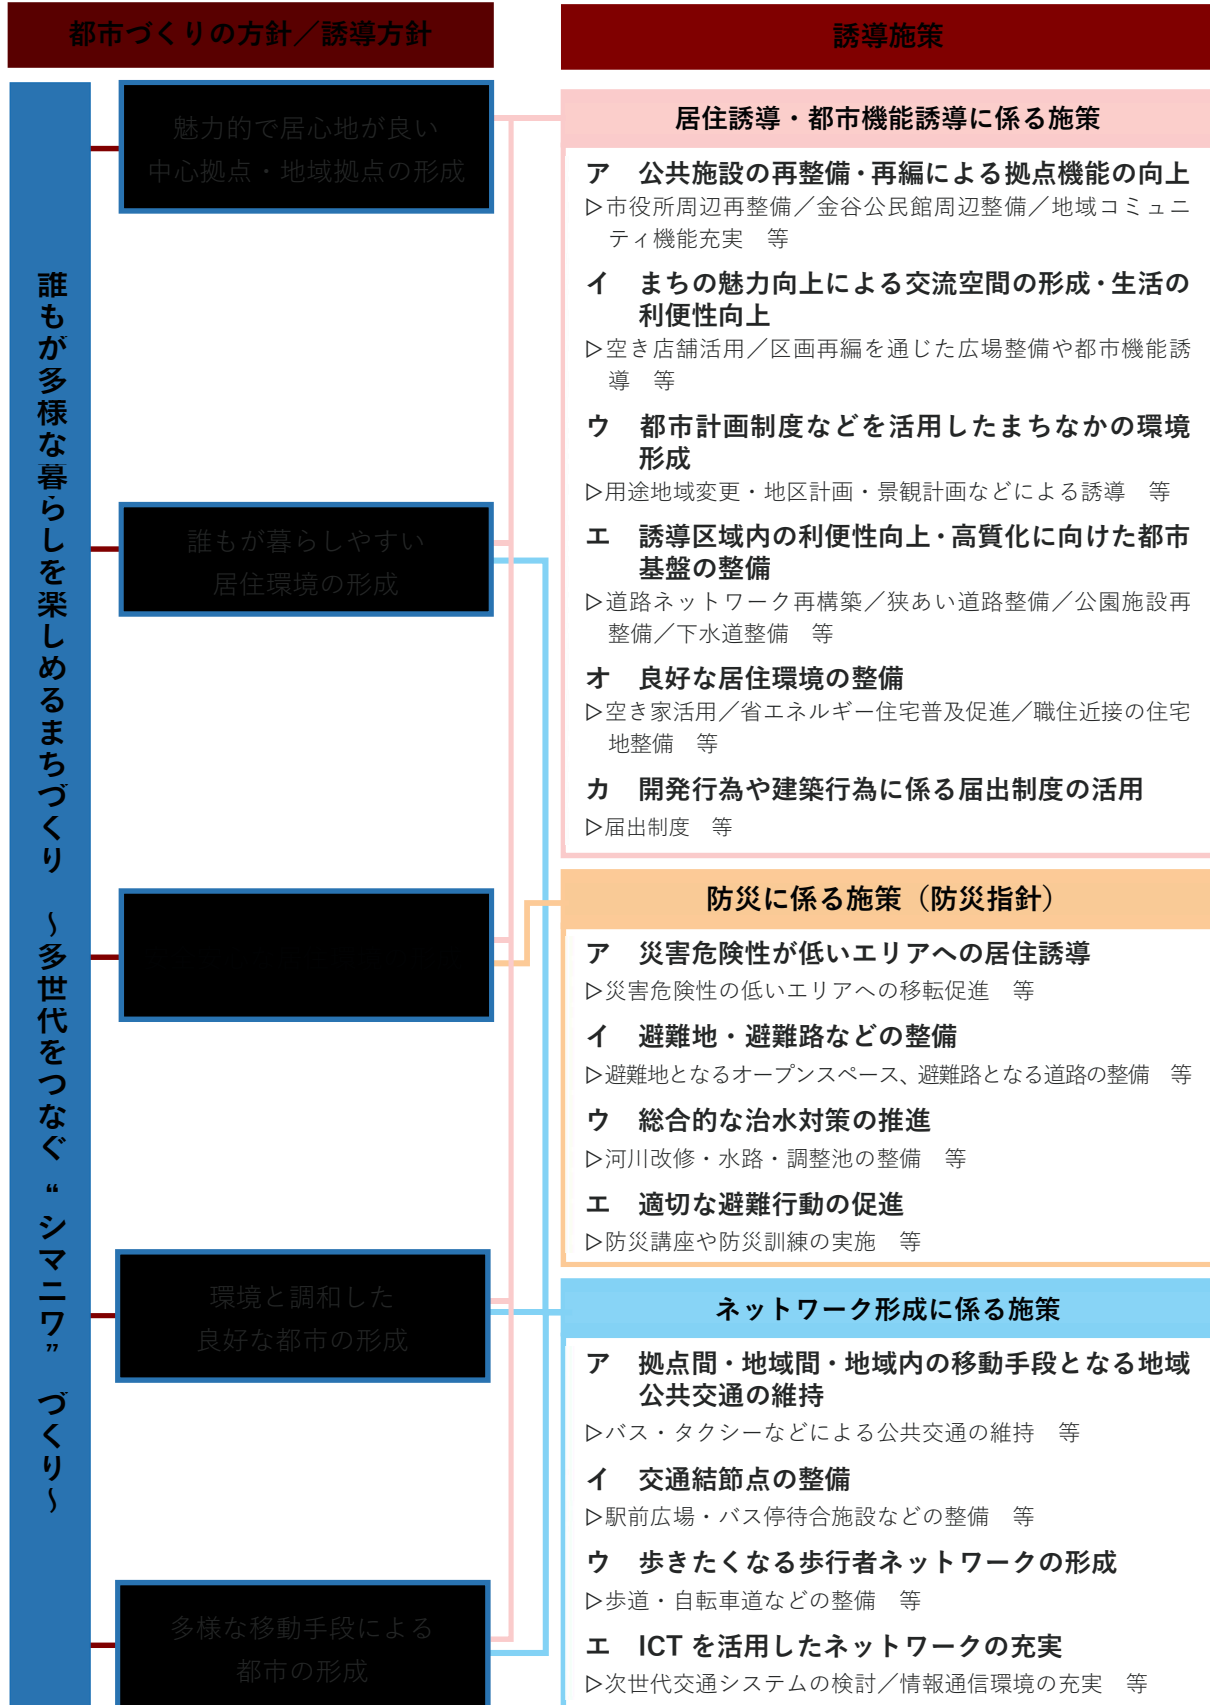 都市づくりの方針／誘導方針
誘導施策
誰もが多様な暮らしを楽しめるまちづくり　～多世代をつなぐ“シマニワ”づくり～
魅力的で居心地が良い
中心拠点・地域拠点の形成
誰もが暮らしやすい
居住環境の形成
環境と調和した
良好な都市の形成
多様な移動手段による
都市の形成
居住誘導・都市機能誘導に係る施策
ア　公共施設の再整備・再編による拠点機能の向上
▷市役所周辺再整備／金谷公民館周辺整備／地域コミュニ
ティ機能充実　等
イ　まちの魅力向上による交流空間の形成・生活の
利便性向上
▷空き店舗活用／区画再編を通じた広場整備や都市機能誘
導　等
ウ　都市計画制度などを活用したまちなかの環境
形成
▷用途地域変更・地区計画・景観計画などによる誘導　等
エ　誘導区域内の利便性向上・高質化に向けた都市
基盤の整備
▷道路ネットワーク再構築／狭あい道路整備／公園施設再
整備／下水道整備　等
オ　良好な居住環境の整備
▷空き家活用／省エネルギー住宅普及促進／職住近接の住宅
地整備　等
カ　開発行為や建築行為に係る届出制度の活用
▷届出制度　等
防災に係る施策（防災指針）
ア　災害危険性が低いエリアへの居住誘導
▷災害危険性の低いエリアへの移転促進　等
イ　避難地・避難路などの整備
▷避難地となるオープンスペース、避難路となる道路の整備　等
ウ　総合的な治水対策の推進
▷河川改修・水路・調整池の整備　等
エ　適切な避難行動の促進
▷防災講座や防災訓練の実施　等
ネットワーク形成に係る施策
ア　拠点間・地域間・地域内の移動手段となる地域
公共交通の維持
▷バス・タクシーなどによる公共交通の維持　等
イ　交通結節点の整備
▷駅前広場・バス停待合施設などの整備　等
ウ　歩きたくなる歩行者ネットワークの形成
▷歩道・自転車道などの整備　等
エ　ICT を活用したネットワークの充実
▷次世代交通システムの検討／情報通信環境の充実　等